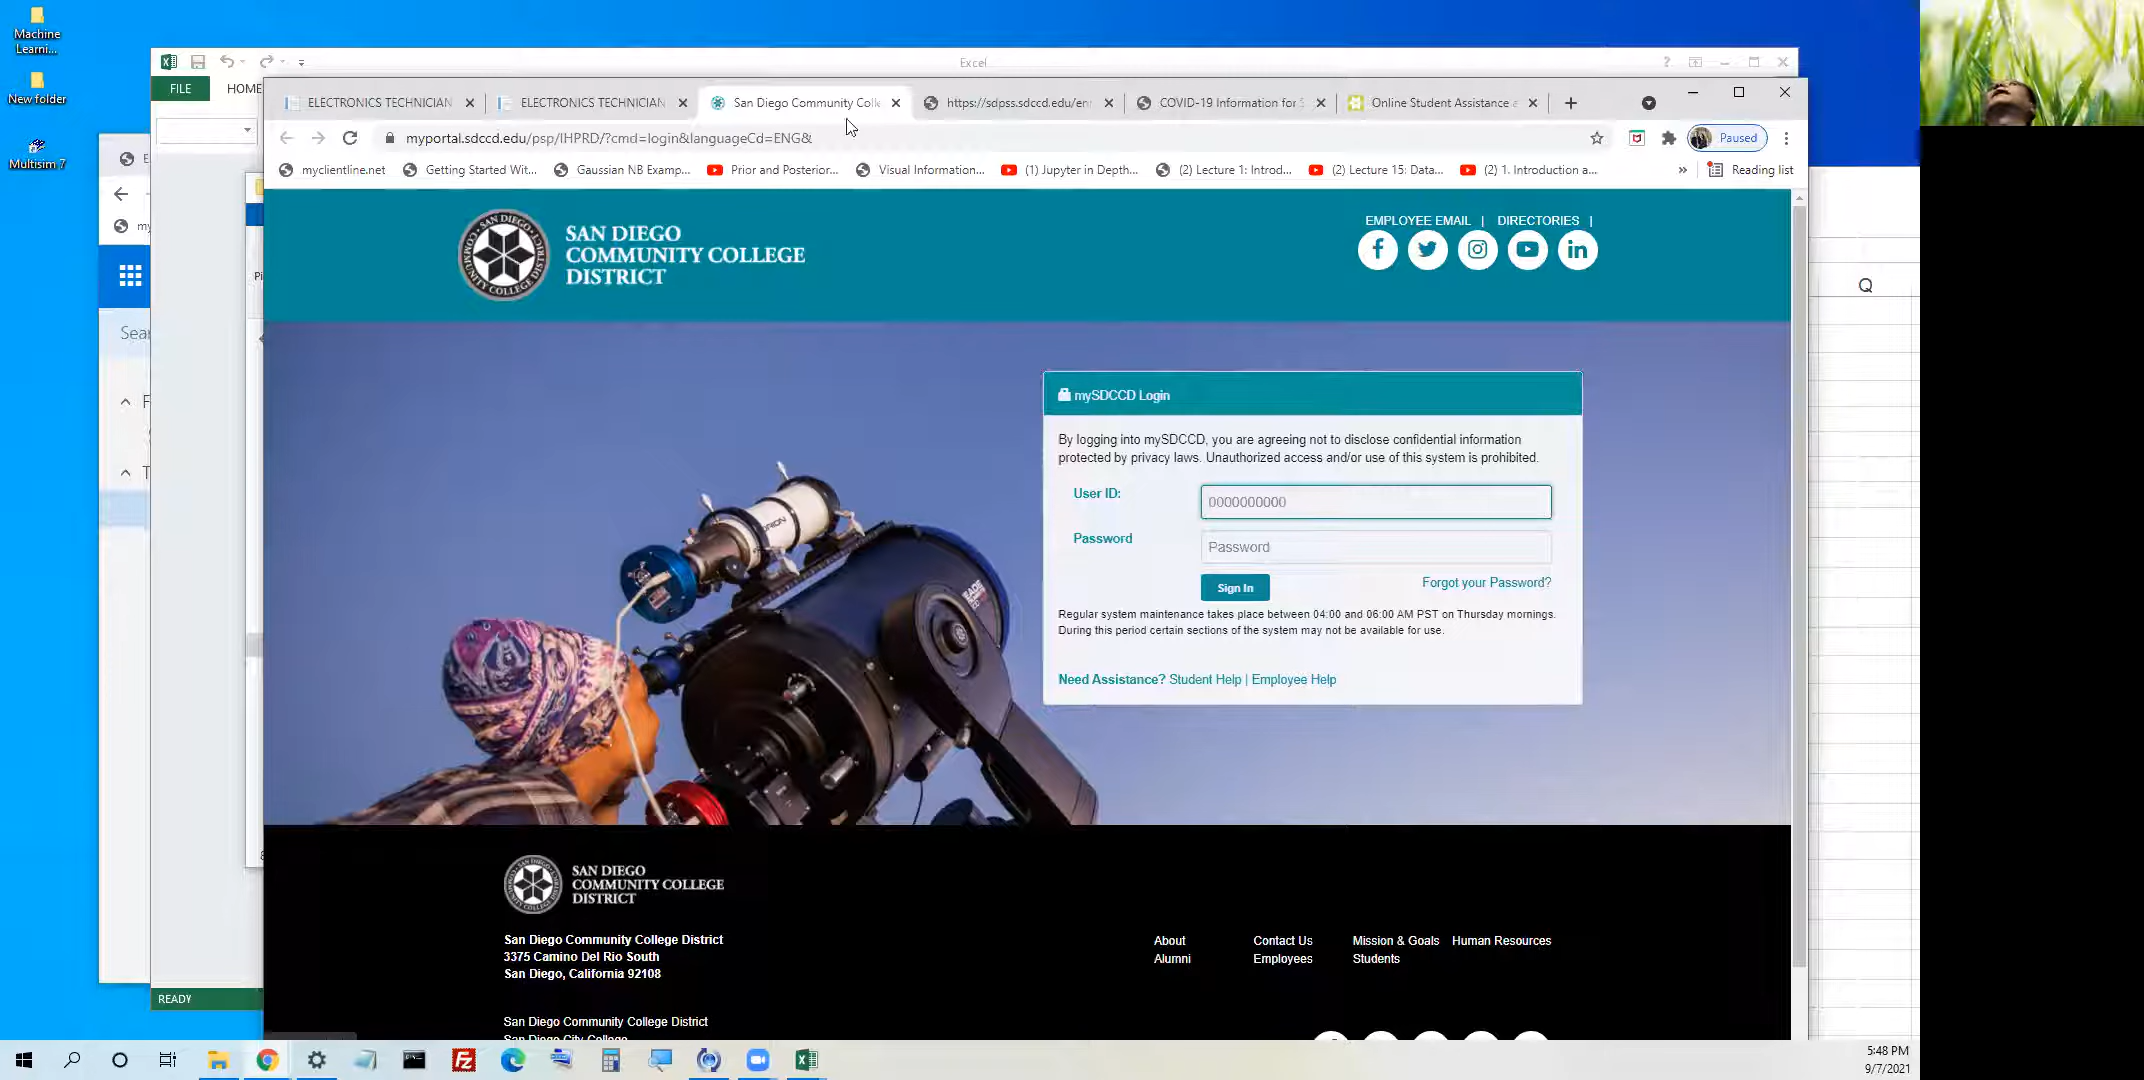 Machine
Learni...
New folder
Multisim 7
Excel
FILE
HOME
ELECTRONICS TECHNICIAN
ELECTRONICS TECHNICIAN
San Diego Community Colle
https://sdpss.sdccd.edu/en
COVID-19 Information for S
Online Student Assistance a
myportal.sdccd.edu/psp/IHPRD/?cmd=login&languageCd=ENG&
Paused
myclientline.net
Getting Started Wit...
Gaussian NB Examp...
Prior and Posterior...
Visual Information...
(1) Jupyter in Depth...
(2) Lecture 1: Introd...
(2) Lecture 15: Data...
(2) 1. Introduction a...
»
Reading list
SAN DIEGO
COMMUNITY COLLEGE
DISTRICT
EMPLOYEE EMAIL | DIRECTORIES |
mySDCCD Login
By logging into mySDCCD, you are agreeing not to disclose confidential information
protected by privacy laws. Unauthorized access and/or use of this system is prohibited.
User ID:
0000000000
Password
Password
Sign In
Forgot your Password?
Regular system maintenance takes place between 04:00 and 06:00 AM PST on Thursday mornings.
During this period certain sections of the system may not be available for use.
Need Assistance? Student Help | Employee Help
ORION
Sear
Q
SAN DIEGO
COMMUNITY COLLEGE
DISTRICT
San Diego Community College District
3375 Camino Del Rio South
San Diego, California 92108
About
Contact Us
Mission & Goals
Human Resources
Alumni
Employees
Students
San Diego Community College District
San Diego City College
READY
5:48 PM
9/7/2021